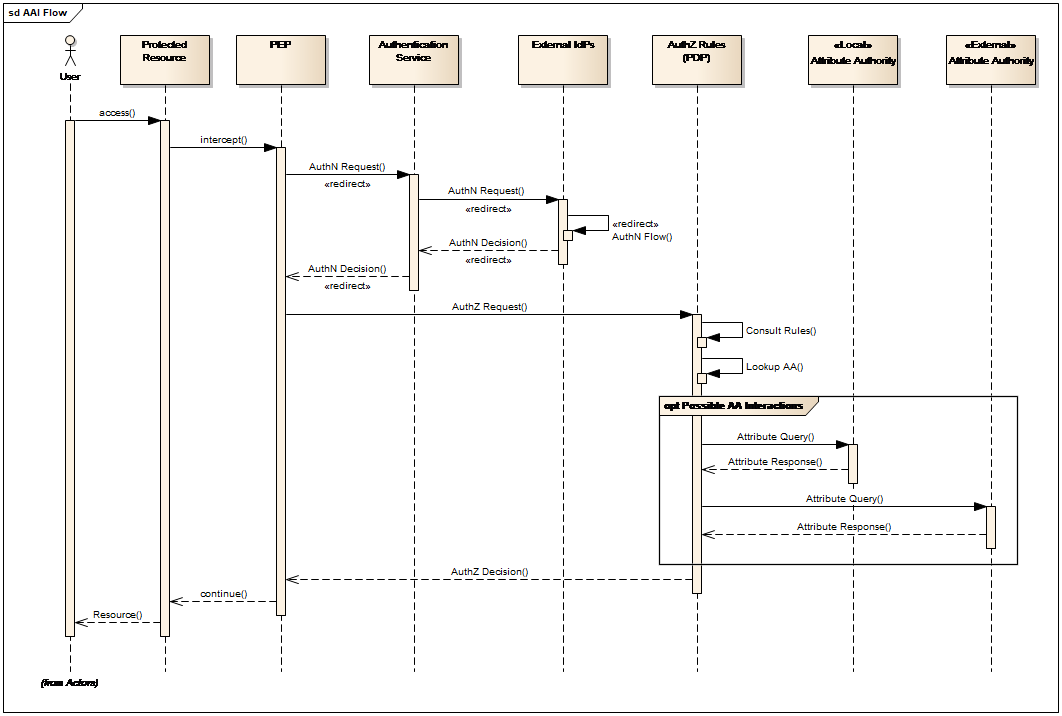 sd AAI Flow
User
Protected
Resource
PEP
Authentication
Service
External IdPs
AuthZ Rules
(PDP)
«Local»
Attribute Authority
«External»
Attribute Authority
access()
intercept()
AuthN Request()
«redirect»
AuthN Request()
«redirect»
«redirect»
AuthN Flow()
AuthN Decision()
«redirect»
AuthN Decision()
«redirect»
AuthZ Request()
Consult Rules()
Lookup AA()
opt Possible AA Interactions
Attribute Query()
Attribute Response()
Attribute Query()
Attribute Response()
AuthZ Decision()
continue()
Resource()
(from Actors)